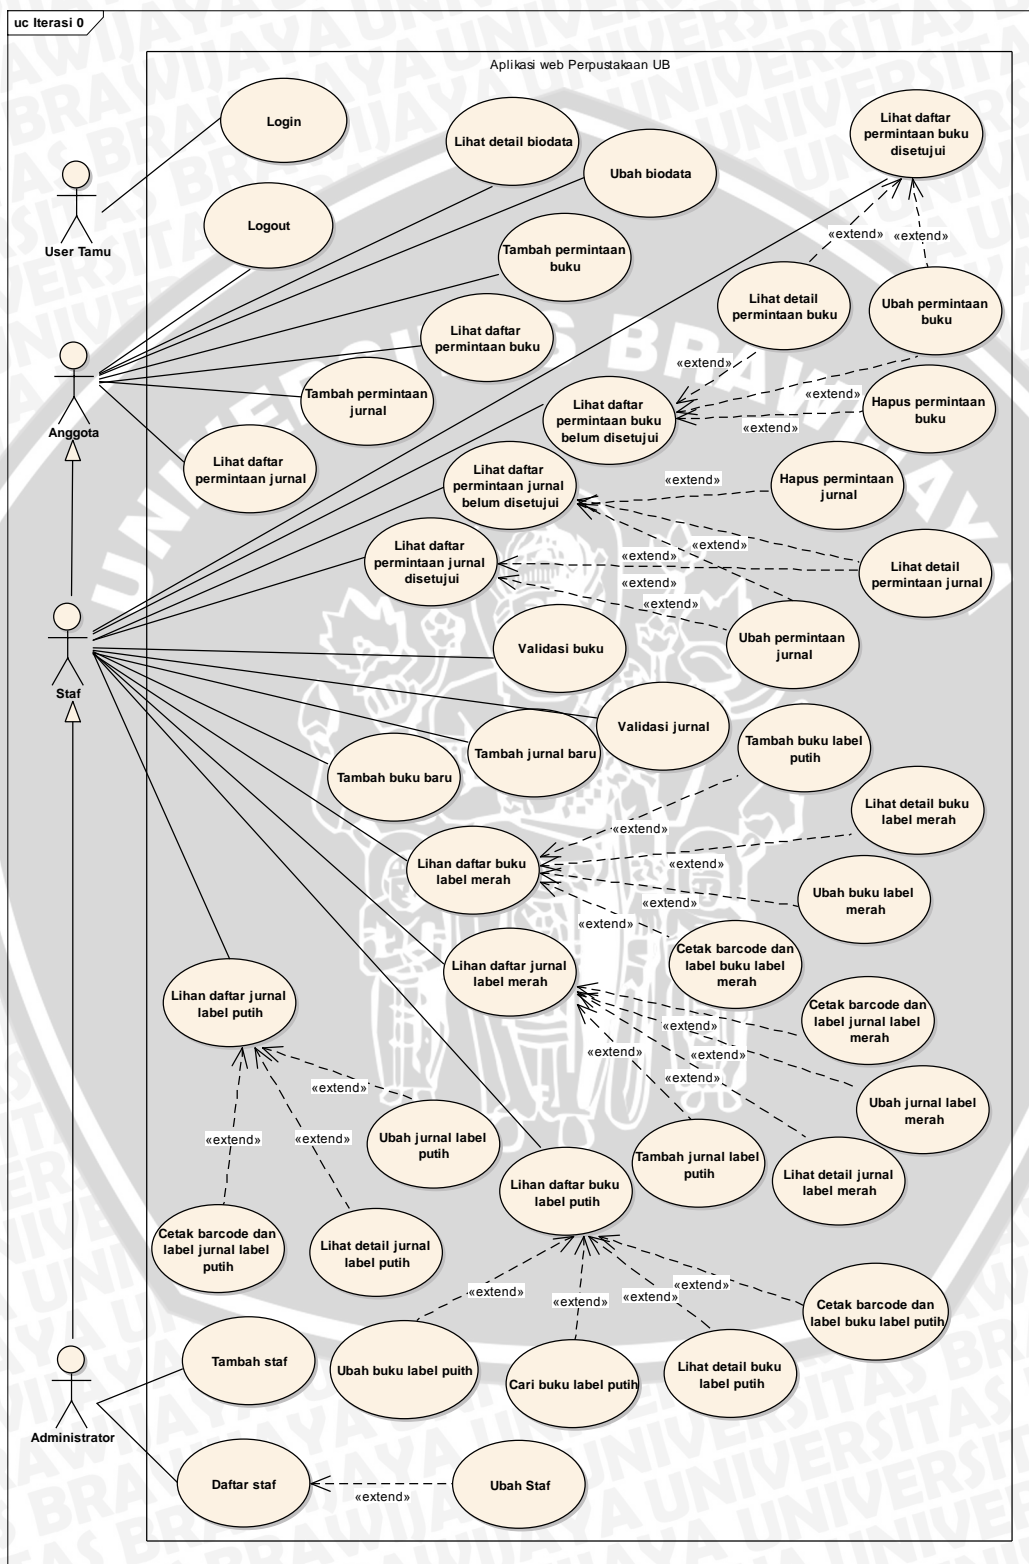 uc Iterasi 0
Aplikasi web Perpustakaan UB
Login
Lihat detail biodata
Lihat daftar
permintaan buku
disetujui
Ubah biodata
User Tamu
Logout
«extend»
«extend»
Tambah permintaan
buku
Lihat detail
permintaan buku
Ubah permintaan
buku
Lihat daftar
permintaan buku
«extend»
Tambah permintaan
jurnal
«extend»
Lihat daftar
permintaan buku
belum disetujui
«extend»
Hapus permintaan
buku
Anggota
Lihat daftar
permintaan jurnal
Lihat daftar
permintaan jurnal
belum disetujui
«extend»
Hapus permintaan
jurnal
Lihat daftar
permintaan jurnal
disetujui
«extend»
«extend»
«extend»
«extend»
Lihat detail
permintaan jurnal
Staf
Validasi buku
Ubah permintaan
jurnal
Validasi jurnal
Tambah jurnal baru
Tambah buku baru
Tambah buku label
putih
Lihat detail buku
label merah
«extend»
Lihan daftar buku
label merah
«extend»
«extend»
Ubah buku label
merah
«extend»
Cetak barcode dan
label buku label
merah
Lihan daftar jurnal
label merah
Lihan daftar jurnal
label putih
Cetak barcode dan
label jurnal label
merah
«extend»
«extend»
«extend»
«extend»
Ubah jurnal label
merah
«extend»
«extend»
«extend»
Ubah jurnal label
putih
Tambah jurnal label
putih
Lihat detail jurnal
label merah
Lihan daftar buku
label putih
Cetak barcode dan
label jurnal label
putih
Lihat detail jurnal
label putih
«extend»
«extend»
«extend»
«extend»
Cetak barcode dan
label buku label putih
Tambah staf
Ubah buku label puith
Cari buku label putih
Lihat detail buku
label putih
Administrator
Daftar staf
«extend»
Ubah Staf
UNIVERSITAS BRAWIJAYA